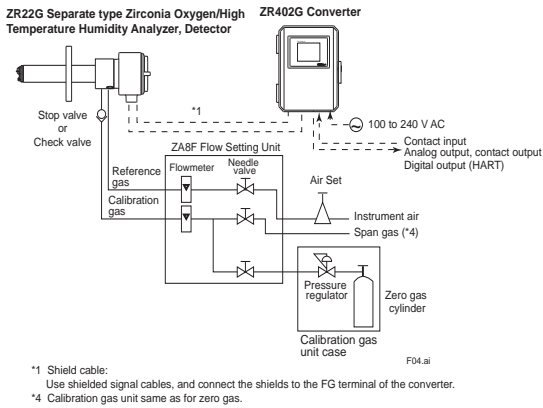 ZR22G Separate type Zirconia Oxygen/High
Temperature Humidity Analyzer, Detector
ZR402G Converter
Stop valve
or
Check valve
*1
100 to 240 V AC
Contact input
Analog output, contact output
Digital output (HART)
ZA8F Flow Setting Unit
Reference
gas
Flowmeter
Needle
valve
Air Set
Calibration
gas
Instrument air
Span gas (*4)
Pressure
regulator
Zero gas
cylinder
Calibration gas
unit case
F04.ai
*1 Shield cable:
Use shielded signal cables, and connect the shields to the FG terminal of the converter.
*4 Calibration gas unit same as for zero gas.